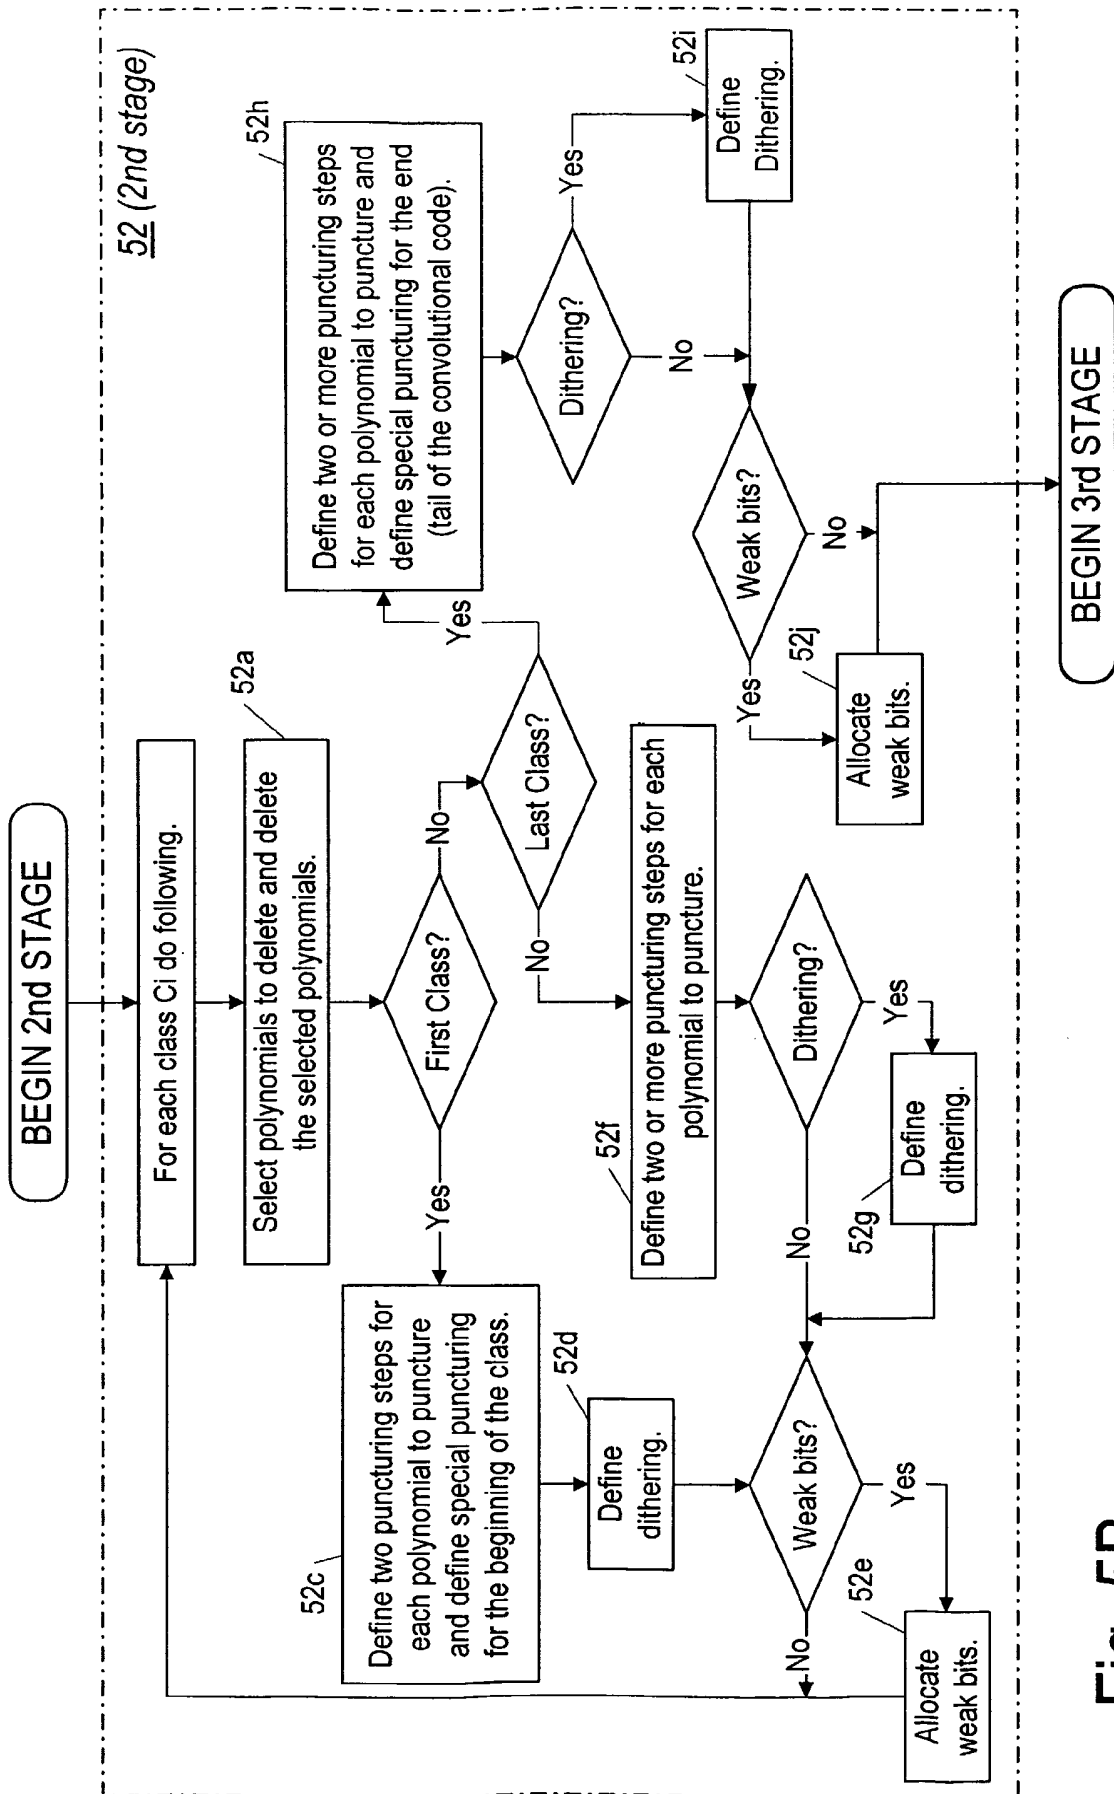 BEGIN 2nd STAGE
52 (2nd stage)
For each class Ci do following.
52a
Select polynomials to delete and delete
the selected polynomials.
First Class?
Yes
No
52c
Define two puncturing steps for
each polynomial to puncture
and define special puncturing
for the beginning of the class.
52d
Define
dithering.
Weak bits?
No
Yes
52e
Allocate
weak bits.
Last Class?
No
Yes
52f
Define two or more puncturing steps for each
polynomial to puncture.
Dithering?
No
Yes
52g
Define
dithering.
52h
Define two or more puncturing steps
for each polynomial to puncture and
define special puncturing for the end
(tail of the convolutional code).
Dithering?
Yes
No
52i
Define
Dithering.
Weak bits?
Yes
No
52j
Allocate
weak bits.
BEGIN 3rd STAGE